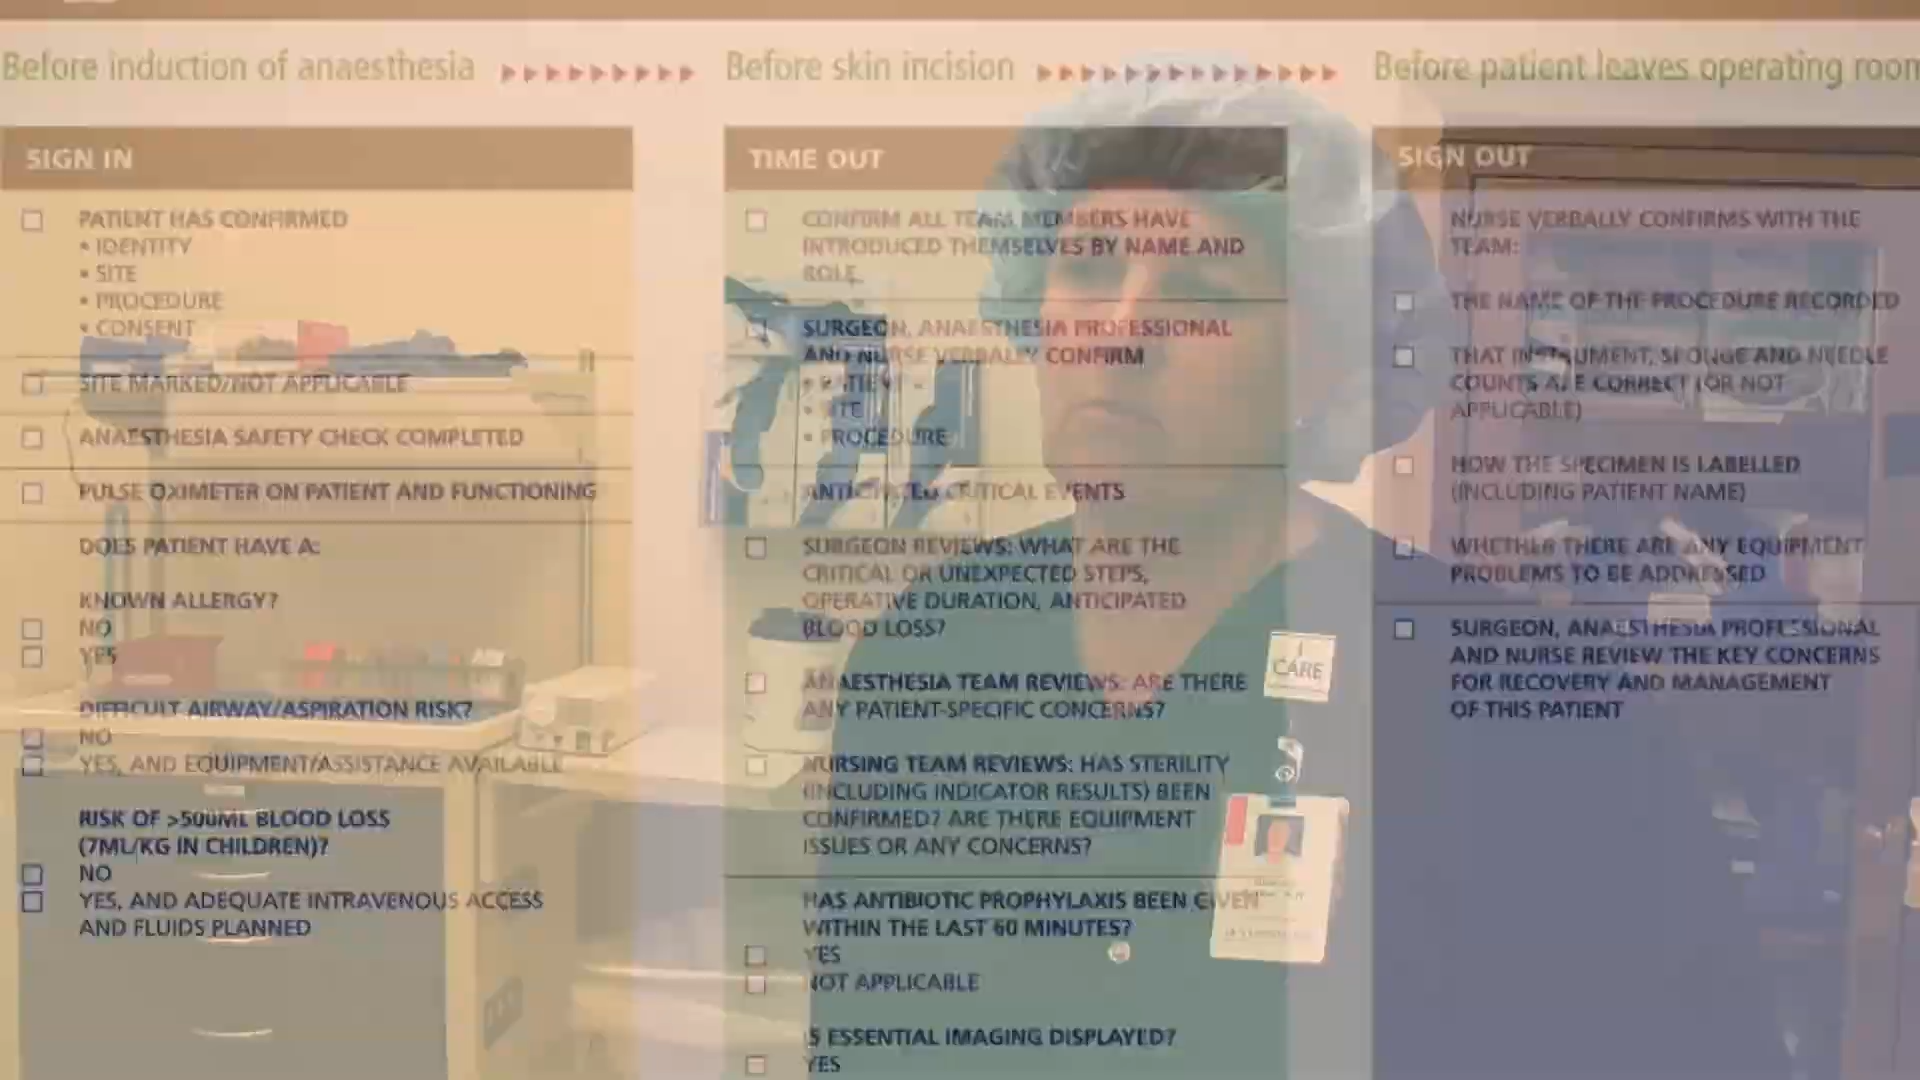 Before induction of anaesthesia
SIGN IN
PATIENT HAS CONFIRMED
• IDENTITY
• SITE
• PROCEDURE
• CONSENT
SITE MARKED/NOT APPLICABLE
ANAESTHESIA SAFETY CHECK COMPLETED
PULSE OXIMETER ON PATIENT AND FUNCTIONING
DOES PATIENT HAVE A:
KNOWN ALLERGY?
NO
YES
DIFFICULT AIRWAY/ASPIRATION RISK?
NO
YES, AND EQUIPMENT/ASSISTANCE AVAILABLE
RISK OF >500ML BLOOD LOSS
(7ML/KG IN CHILDREN)?
NO
YES, AND ADEQUATE INTRAVENOUS ACCESS
AND FLUIDS PLANNED
Before skin incision
TIME OUT
CONFIRM ALL TEAM MEMBERS HAVE
INTRODUCED THEMSELVES BY NAME AND
ROLE
SURGEON, ANAESTHESIA PROFESSIONAL
AND NURSE VERBALLY CONFIRM
• PATIENT
• SITE
• PROCEDURE
ANTICIPATED CRITICAL EVENTS
SURGEON REVIEWS: WHAT ARE THE
CRITICAL OR UNEXPECTED STEPS,
OPERATIVE DURATION, ANTICIPATED
BLOOD LOSS?
ANAESTHESIA TEAM REVIEWS: ARE THERE
ANY PATIENT-SPECIFIC CONCERNS?
NURSING TEAM REVIEWS: HAS STERILITY
(INCLUDING INDICATOR RESULTS) BEEN
CONFIRMED? ARE THERE EQUIPMENT
ISSUES OR ANY CONCERNS?
HAS ANTIBIOTIC PROPHYLAXIS BEEN GIVEN
WITHIN THE LAST 60 MINUTES?
YES
NOT APPLICABLE
IS ESSENTIAL IMAGING DISPLAYED?
YES
Before patient leaves operating room
SIGN OUT
NURSE VERBALLY CONFIRMS WITH THE
TEAM:
THE NAME OF THE PROCEDURE RECORDED
THAT INSTRUMENT, SPONGE AND NEEDLE
COUNTS ARE CORRECT (OR NOT
APPLICABLE)
HOW THE SPECIMEN IS LABELLED
(INCLUDING PATIENT NAME)
WHETHER THERE ARE ANY EQUIPMENT
PROBLEMS TO BE ADDRESSED
SURGEON, ANAESTHESIA PROFESSIONAL
AND NURSE REVIEW THE KEY CONCERNS
FOR RECOVERY AND MANAGEMENT
OF THIS PATIENT
I
CARE